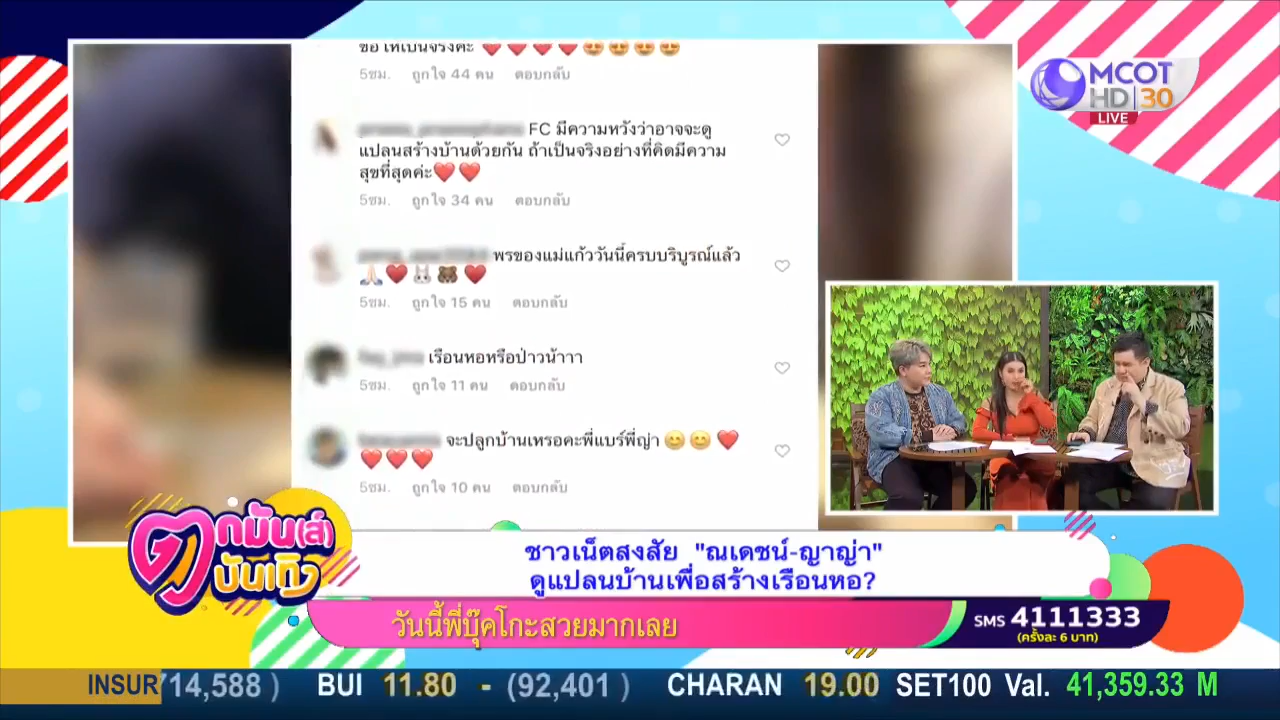 ขอ ให้เป็นจริงค่ะ
5ชม. ถูกใจ 44 คน ตอบกลับ
FC มีความหวังว่าอาจจะดู
แปลนสร้างบ้านด้วยกัน ถ้าเป็นจริงอย่างที่คิดมีความ
สุขที่สุดค่ะ❤️❤️
5ชม. ถูกใจ 34 คน ตอบกลับ
พรของแม่แก้ววันนี้ครบบริบูรณ์แล้ว
5ชม. ถูกใจ 15 คน ตอบกลับ
เรือนหอหรือป่าวน้าาา
5ชม. ถูกใจ 11 คน ตอบกลับ
จะปลูกบ้านเหรอคะพี่แบร์พี่ญ่า 😊😊❤️
❤️❤️❤️
5ชม. ถูกใจ 10 คน ตอบกลับ
MCOT
HD 30
LIVE
ตกมัน(ส์)
บันเทิง
ชาวเน็ตสงสัย "ณเดชน์-ญาญ่า"
ดูแปลนบ้านเพื่อสร้างเรือนหอ?
วันนี้พี่บุ๊คโกะสวยมากเลย
SMS 4111333
(ครั้งละ 6 บาท)
INSUR 14,588 ) BUI 11.80 - (92,401 ) CHARAN 19.00 SET100 Val. 41,359.33 M